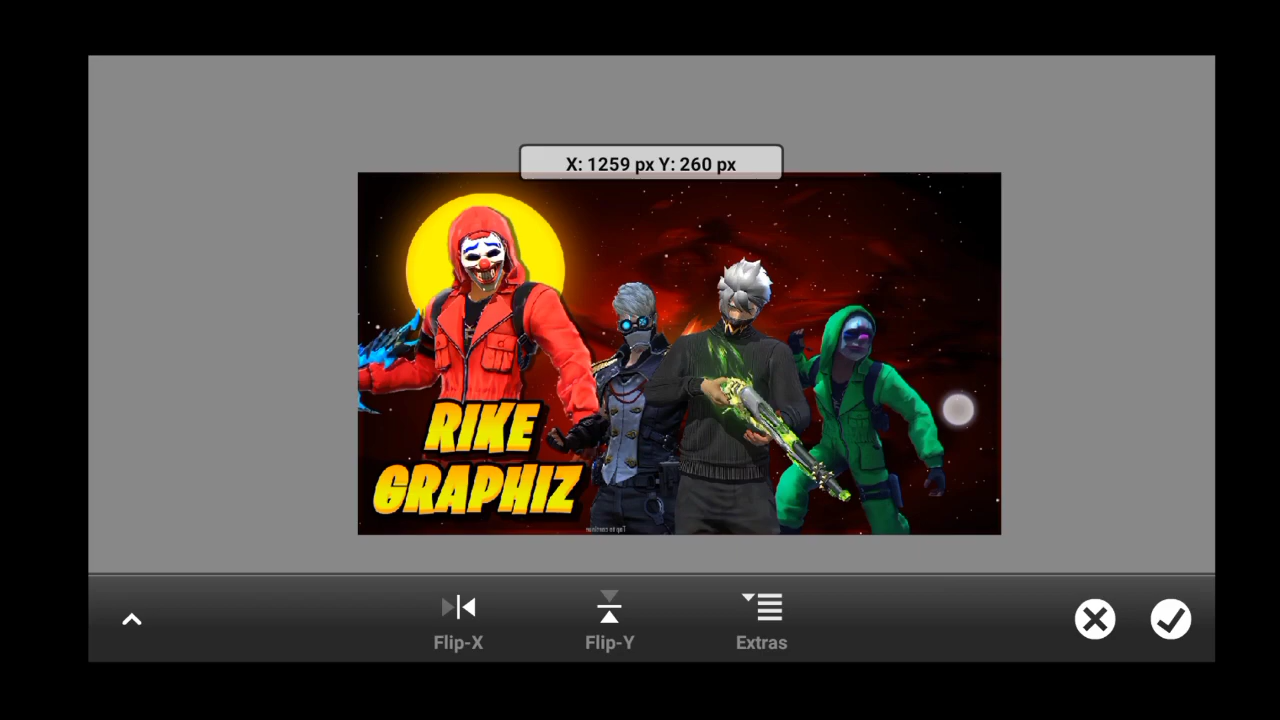 X: 1259 px Y: 260 px
RIKE
GRAPHIZ
Flip-X
Flip-Y
Extras